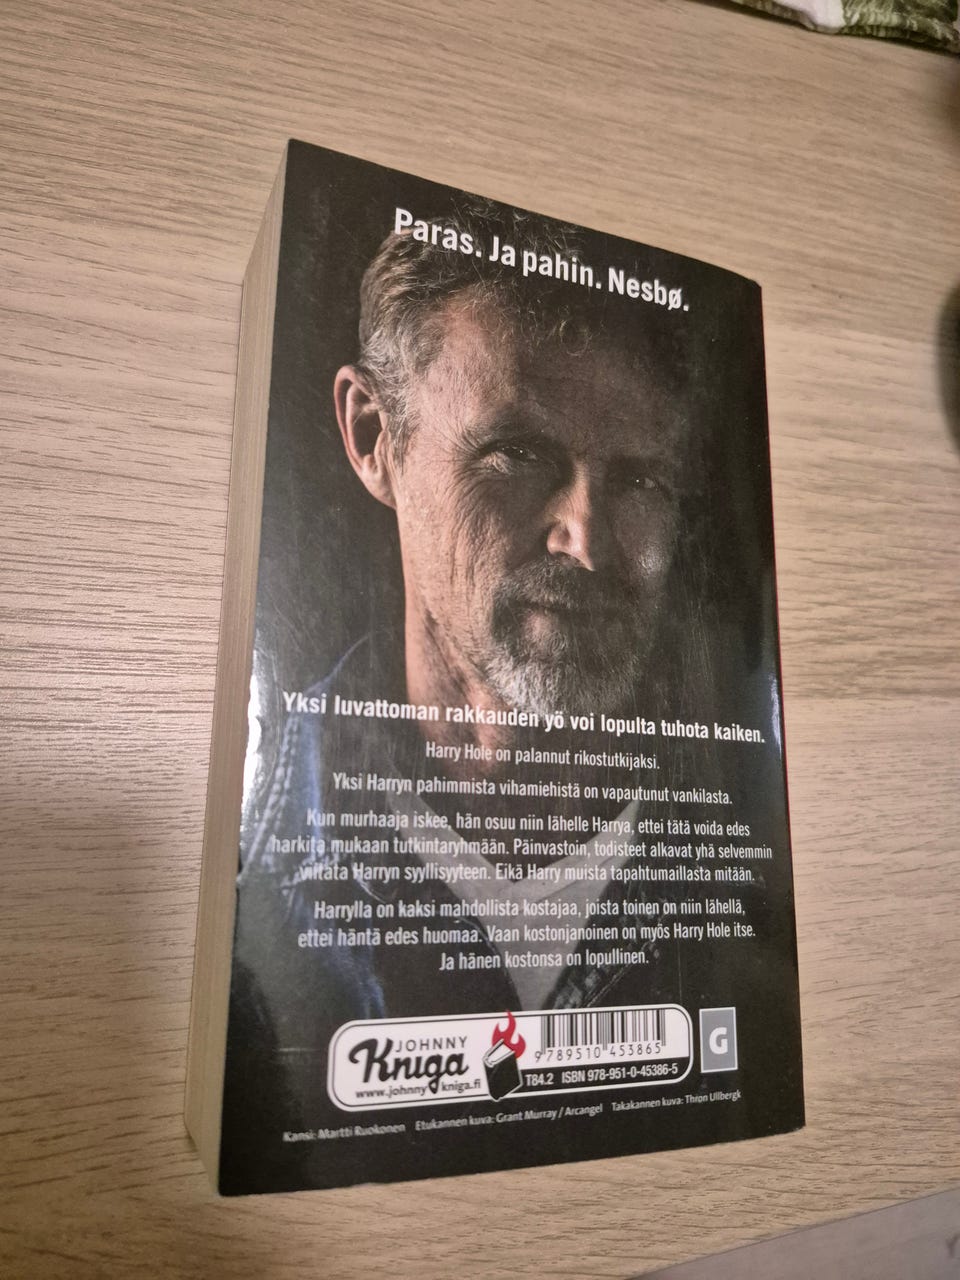 Paras. Ja pahin. Nesbø.
Yksi luvattoman rakkauden yö voi lopulta tuhota kaiken.
Harry Hole on palannut rikostutkijaksi.
Yksi Harryn pahimmista vihamiehistä on vapautunut vankilasta.
Kun murhaaja iskee, hän osuu niin lähelle Harrya, ettei tätä voida edes
harkita mukaan tutkintaryhmään. Päinvastoin, todisteet alkavat yhä selvemmin
viitata Harryn syyllisyyteen. Eikä Harry muista tapahtumaillasta mitään.
Harrylla on kaksi mahdollista kostajaa, joista toinen on niin lähellä,
ettei häntä edes huomaa. Vaan kostonjanoinen on myös Harry Hole itse.
Ja hänen kostonsa on lopullinen.
JOHNNY
Kniga
www.johnnykniga.fi
9789510453865
T84.2 ISBN 978-951-0-45386-5
G
Kansi: Martti Ruokonen Etukannen kuva: Grant Murray / Arcangel Takakannen kuva: Thron Ullbergk